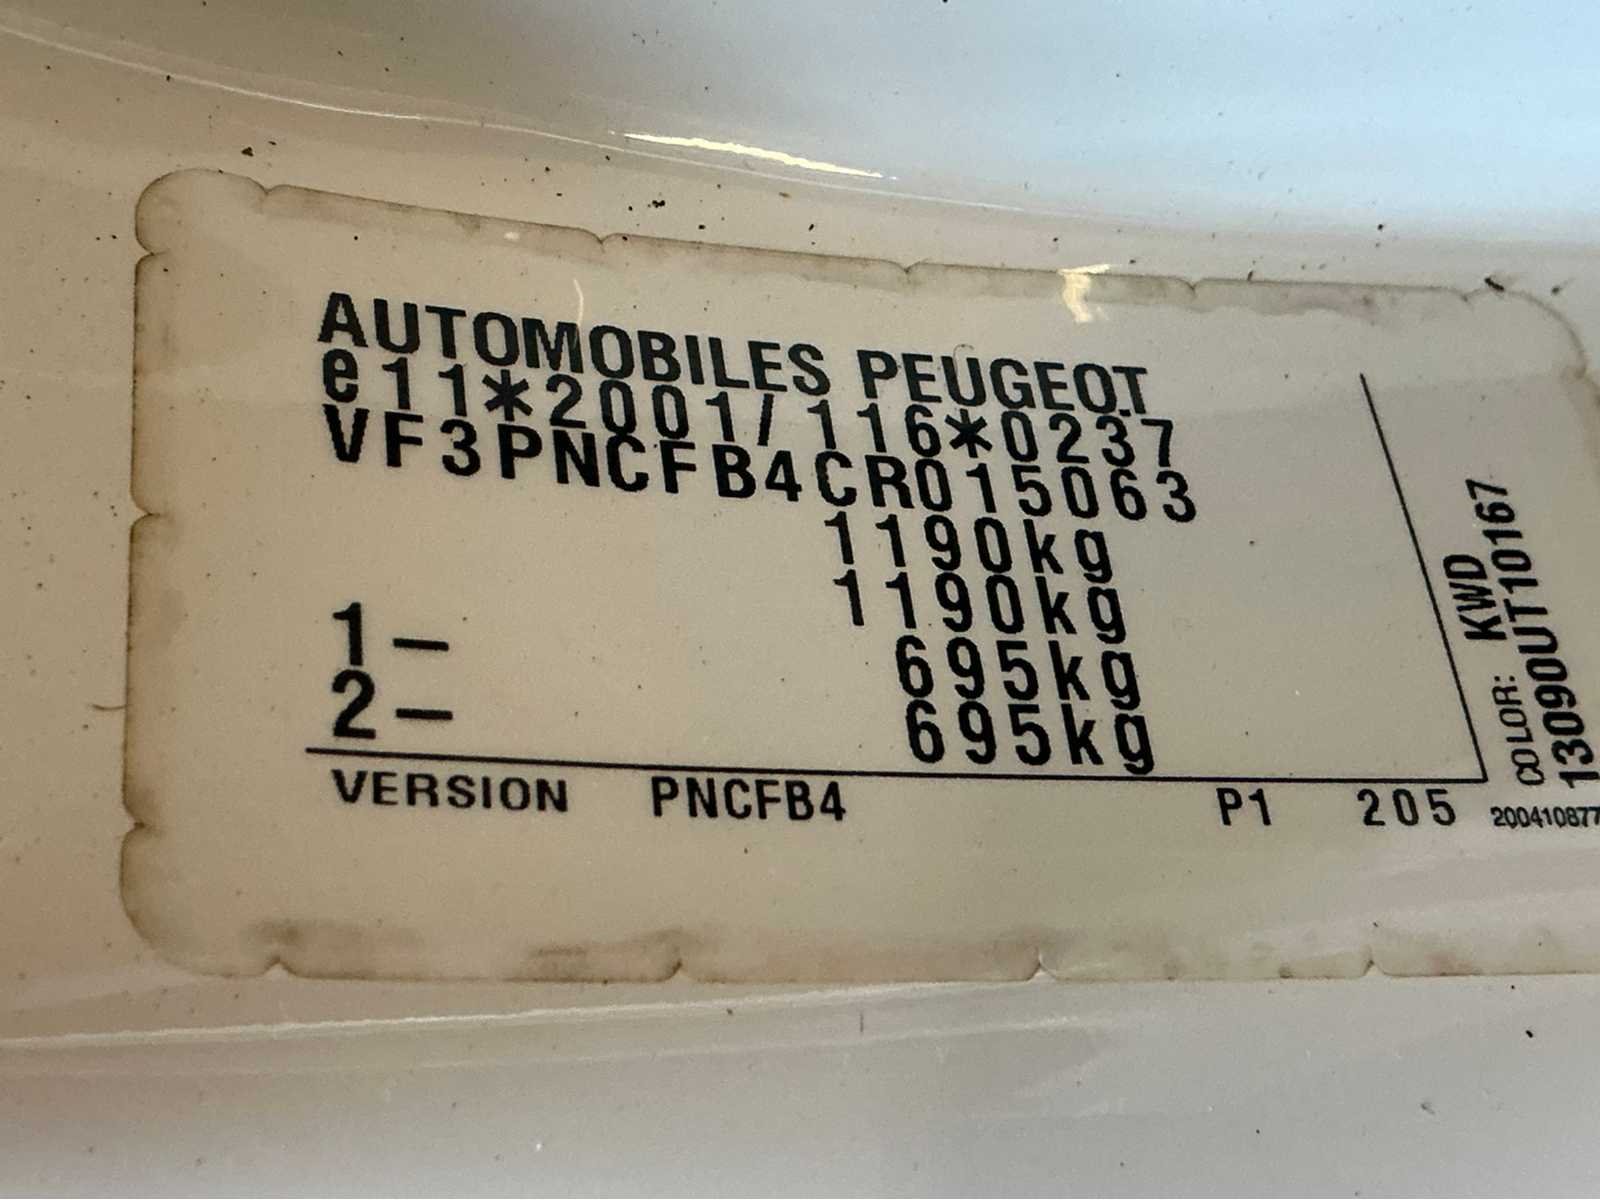 AUTOMOBILES PEUGEOT
e11*2001/116*0237
VF3PNCFB4CR015063
1190kg
1190kg
1- 695kg
2- 695kg
VERSION PNCFB4 P1 205
COLOR: KWD
13090UT10167
200410877